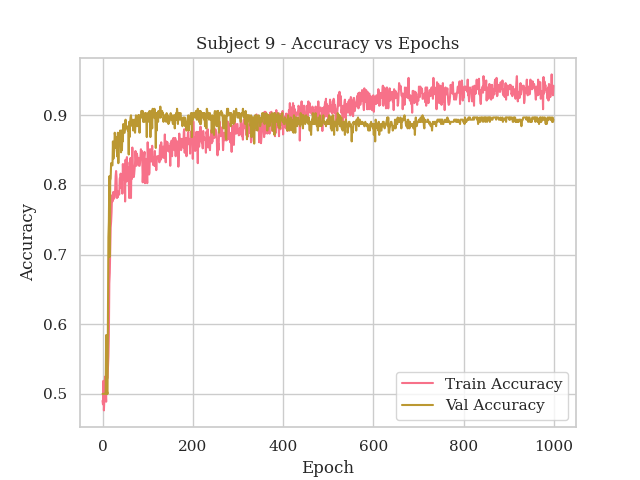 Subject 9 - Accuracy vs Epochs
Accuracy
0.9
0.8
0.7
0.6
0.5
0 200 400 600 800 1000
Epoch
Train Accuracy
Val Accuracy